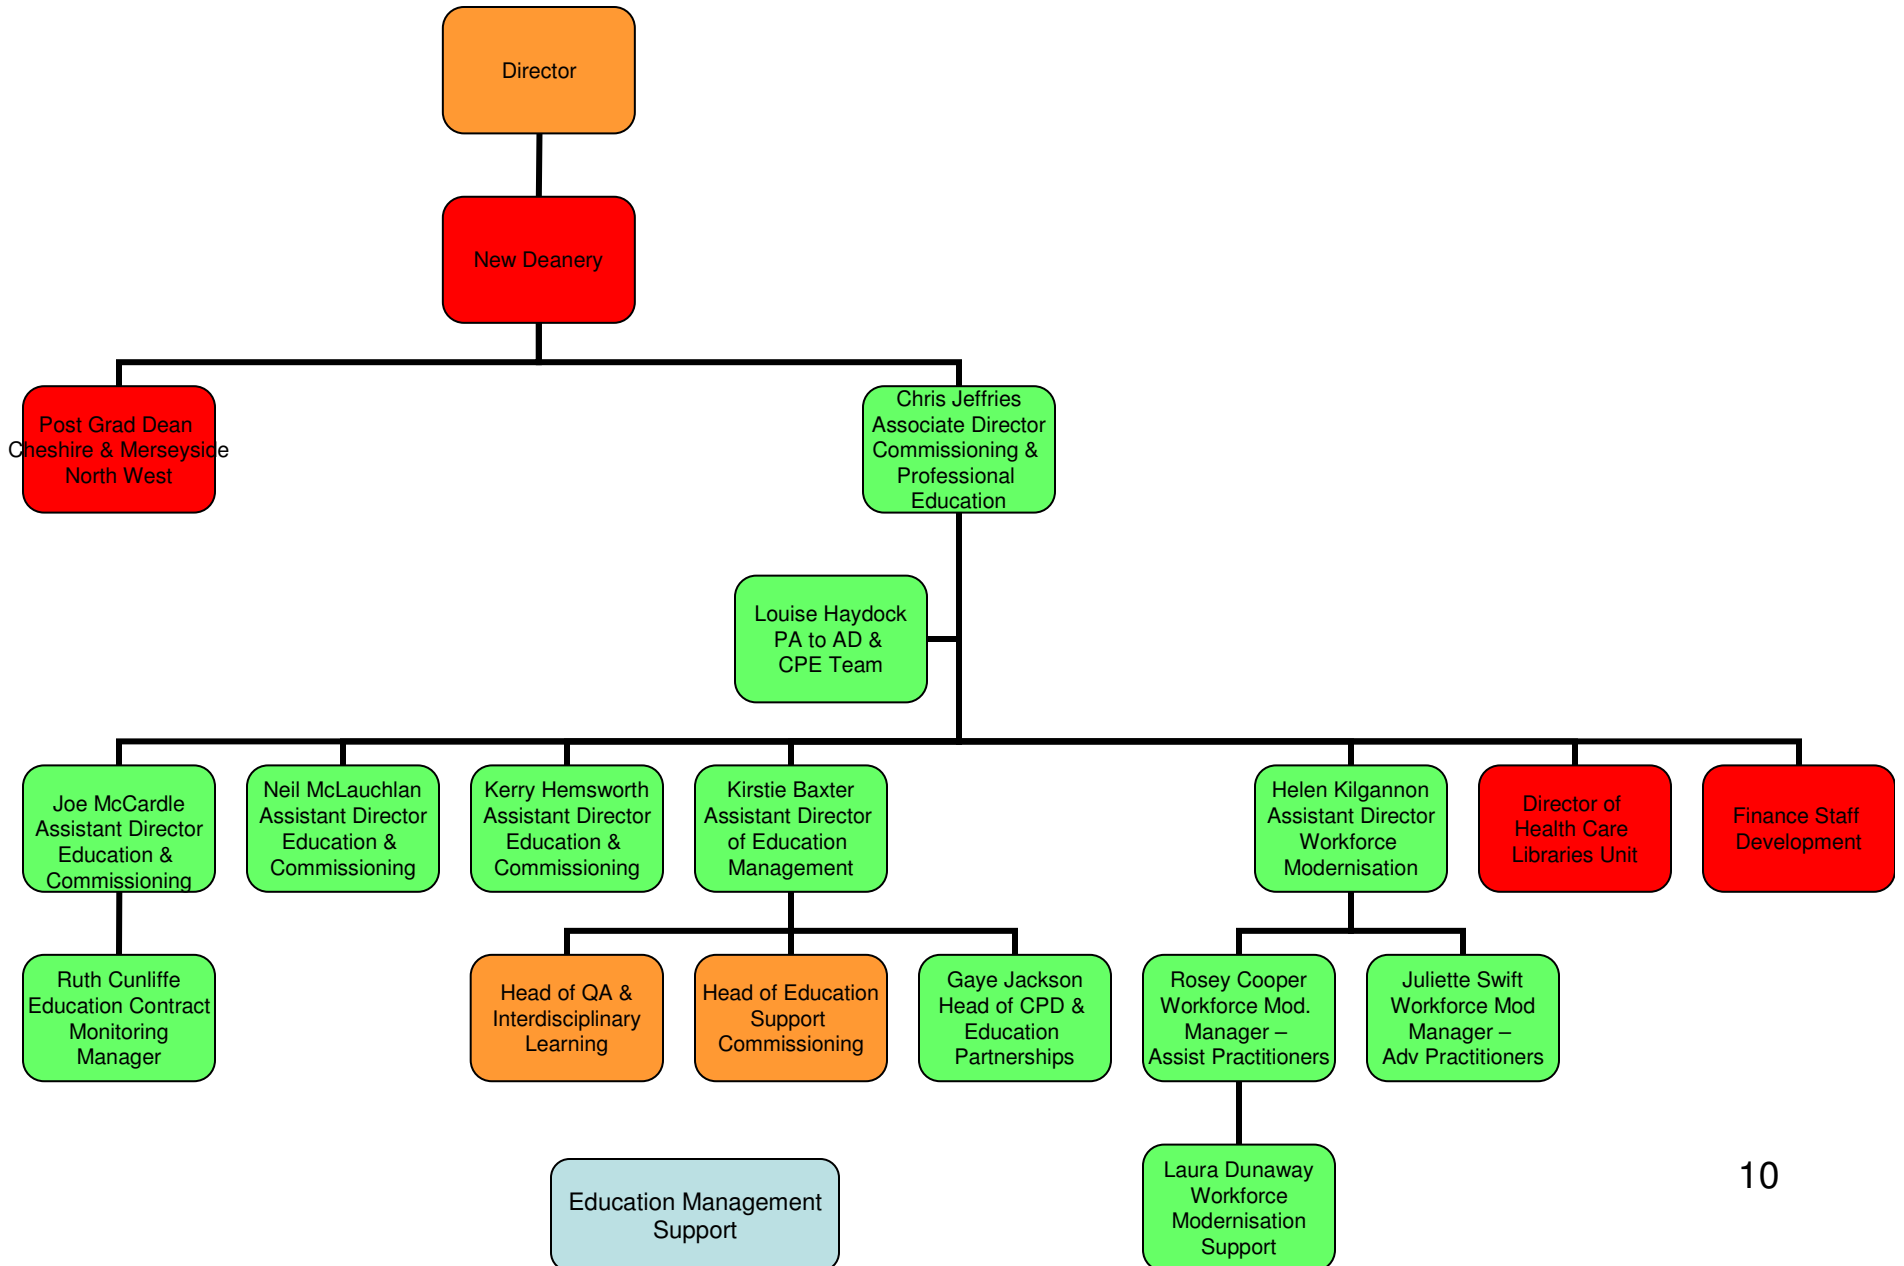 Director
New Deanery
Post Grad Dean
Cheshire & Merseyside
North West
Chris Jeffries
Associate Director
Commissioning &
Professional
Education
Louise Haydock
PA to AD &
CPE Team
Joe McCardle
Assistant Director
Education &
Commissioning
Neil McLauchlan
Assistant Director
Education &
Commissioning
Kerry Hemsworth
Assistant Director
Education &
Commissioning
Kirstie Baxter
Assistant Director
of Education
Management
Helen Kilgannon
Assistant Director
Workforce
Modernisation
Director of
Health Care
Libraries Unit
Finance Staff
Development
Ruth Cunliffe
Education Contract
Monitoring
Manager
Head of QA &
Interdisciplinary
Learning
Head of Education
Support
Commissioning
Gaye Jackson
Head of CPD &
Education
Partnerships
Rosey Cooper
Workforce Mod.
Manager –
Assist Practitioners
Juliette Swift
Workforce Mod
Manager –
Adv Practitioners
Education Management
Support
Laura Dunaway
Workforce
Modernisation
Support
10